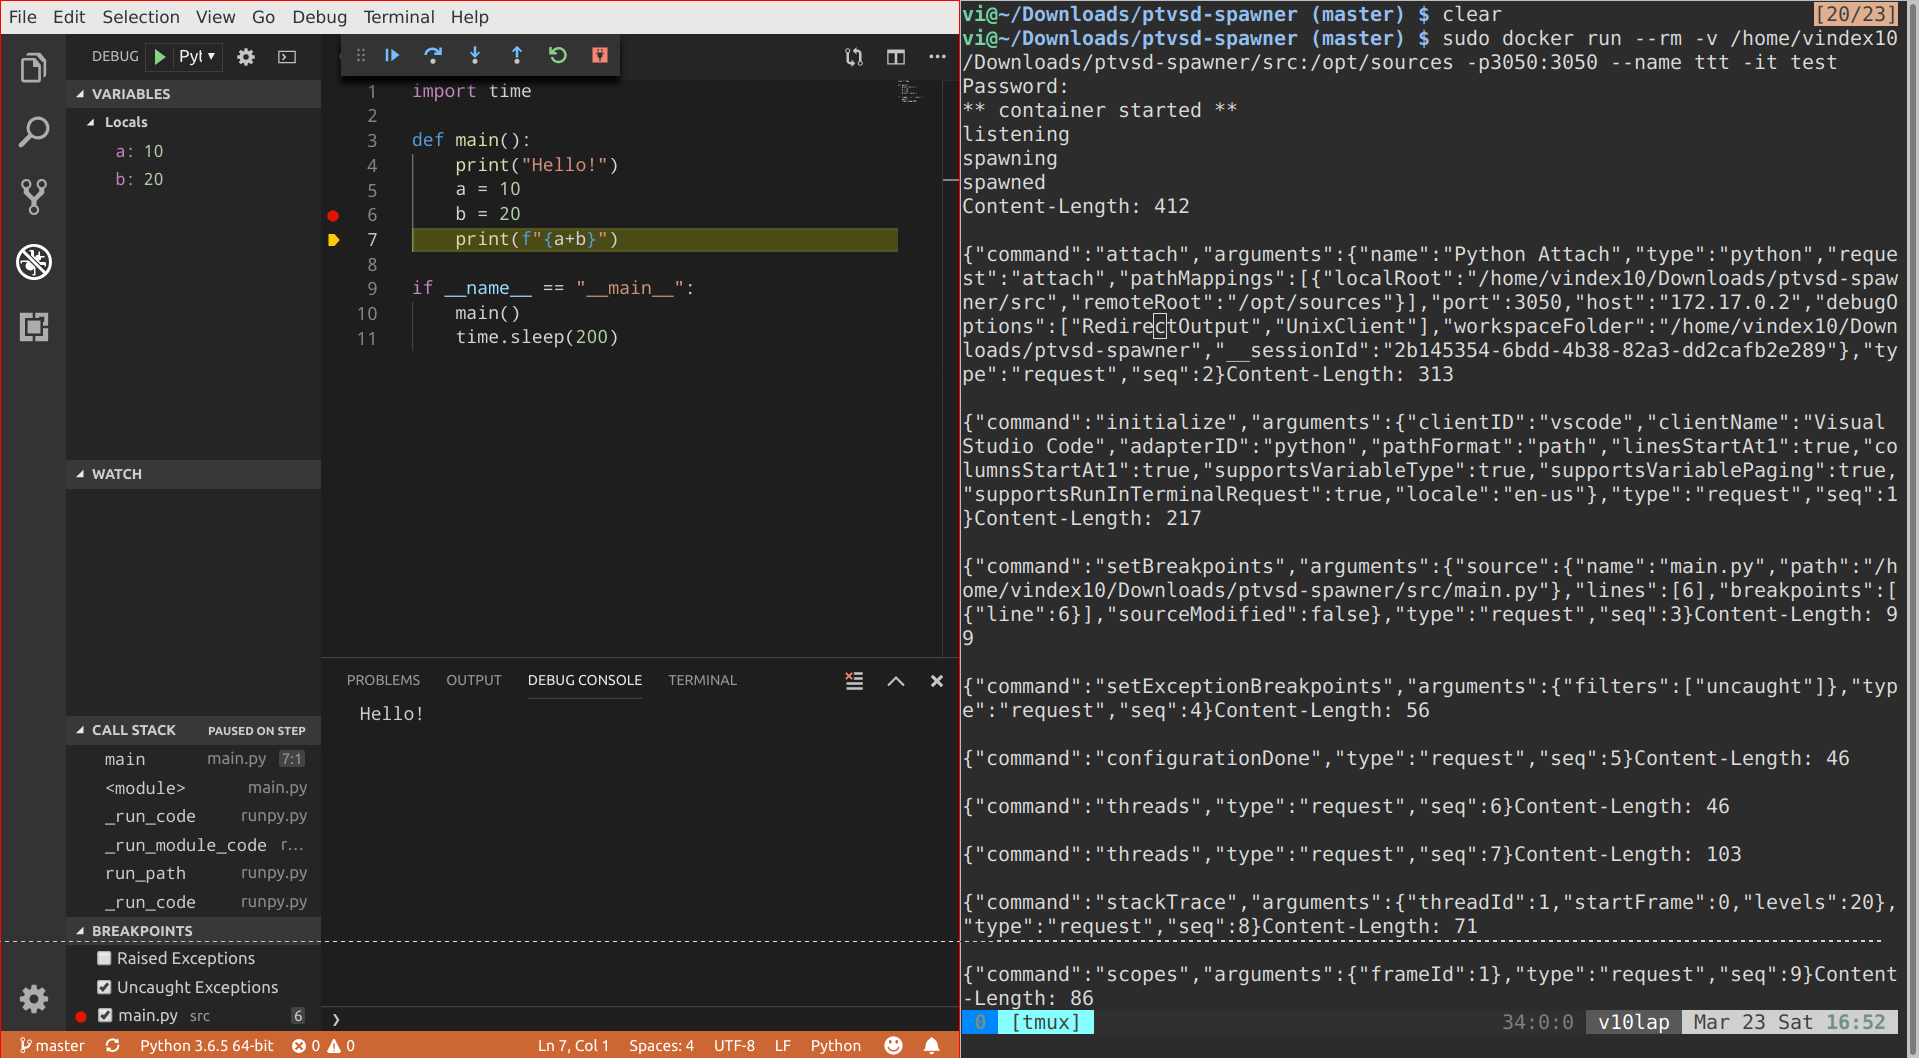 File Edit Selection View Go Debug Terminal Help
DEBUG Pyt
VARIABLES
Locals
a: 10
b: 20
WATCH
CALL STACK PAUSED ON STEP
main main.py 7:1
<module> main.py
_run_code runpy.py
_run_module_code r...
run_path runpy.py
_run_code runpy.py
BREAKPOINTS
Raised Exceptions
Uncaught Exceptions
main.py src 6
1 import time
2
3 def main():
4 print("Hello!")
5 a = 10
6 b = 20
7 print(f"{a+b}")
8
9 if __name__ == "__main__":
10 main()
11 time.sleep(200)
PROBLEMS OUTPUT DEBUG CONSOLE TERMINAL
Hello!
❯
master Python 3.6.5 64-bit 0 0 Ln 7, Col 1 Spaces: 4 UTF-8 LF Python
vi@~/Downloads/ptvsd-spawner (master) $ clear [20/23]
vi@~/Downloads/ptvsd-spawner (master) $ sudo docker run --rm -v /home/vindex10
/Downloads/ptvsd-spawner/src:/opt/sources -p3050:3050 --name ttt -it test
Password:
** container started **
listening
spawning
spawned
Content-Length: 412
{"command":"attach","arguments":{"name":"Python Attach","type":"python","reque
st":"attach","pathMappings":[{"localRoot":"/home/vindex10/Downloads/ptvsd-spaw
ner/src","remoteRoot":"/opt/sources"}],"port":3050,"host":"172.17.0.2","debugO
ptions":["RedirectOutput","UnixClient"],"workspaceFolder":"/home/vindex10/Down
loads/ptvsd-spawner","__sessionId":"2b145354-6bdd-4b38-82a3-dd2cafb2e289"},"ty
pe":"request","seq":2}Content-Length: 313
{"command":"initialize","arguments":{"clientID":"vscode","clientName":"Visual
Studio Code","adapterID":"python","pathFormat":"path","linesStartAt1":true,"co
lumnsStartAt1":true,"supportsVariableType":true,"supportsVariablePaging":true,
"supportsRunInTerminalRequest":true,"locale":"en-us"},"type":"request","seq":1
}Content-Length: 217
{"command":"setBreakpoints","arguments":{"source":{"name":"main.py","path":"/h
ome/vindex10/Downloads/ptvsd-spawner/src/main.py"},"lines":[6],"breakpoints":[
{"line":6}],"sourceModified":false},"type":"request","seq":3}Content-Length: 9
9
{"command":"setExceptionBreakpoints","arguments":{"filters":["uncaught"]},"typ
e":"request","seq":4}Content-Length: 56
{"command":"configurationDone","type":"request","seq":5}Content-Length: 46
{"command":"threads","type":"request","seq":6}Content-Length: 46
{"command":"threads","type":"request","seq":7}Content-Length: 103
{"command":"stackTrace","arguments":{"threadId":1,"startFrame":0,"levels":20},
"type":"request","seq":8}Content-Length: 71
{"command":"scopes","arguments":{"frameId":1},"type":"request","seq":9}Content
-Length: 86
0 [tmux] 34:0:0 v10lap Mar 23 Sat 16:52